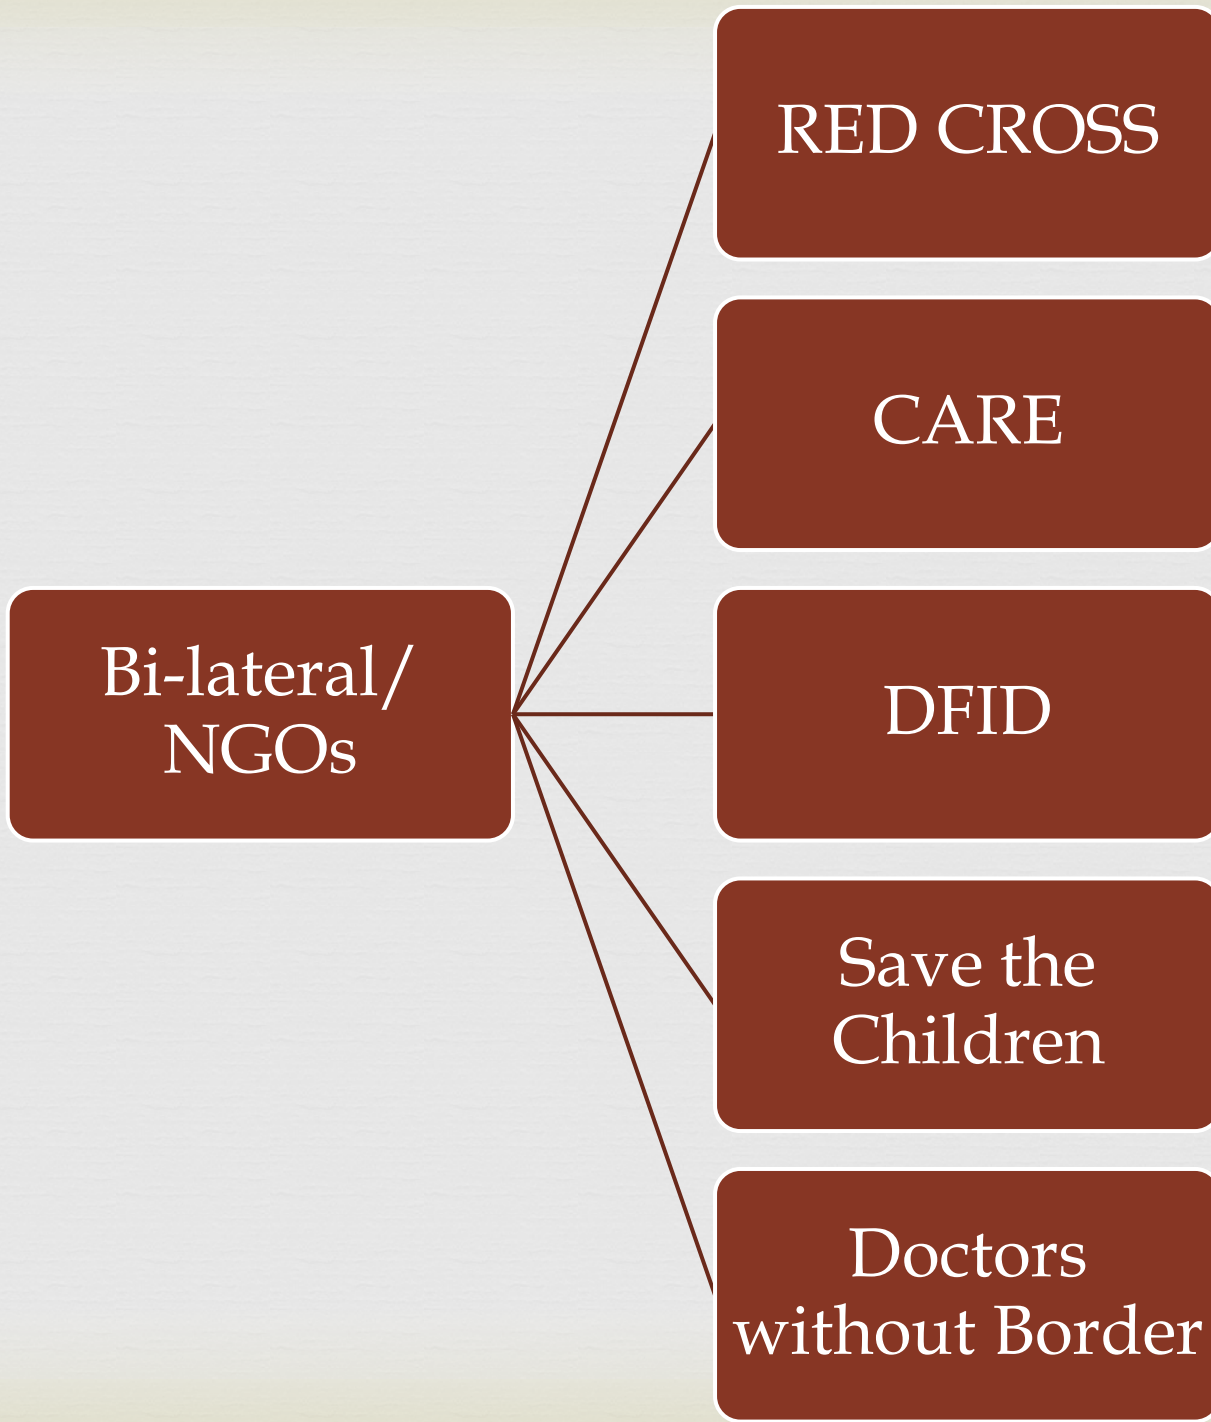 RED CROSS
CARE
Bi-lateral/
NGOs
DFID
Save the
Children
Doctors
without Border